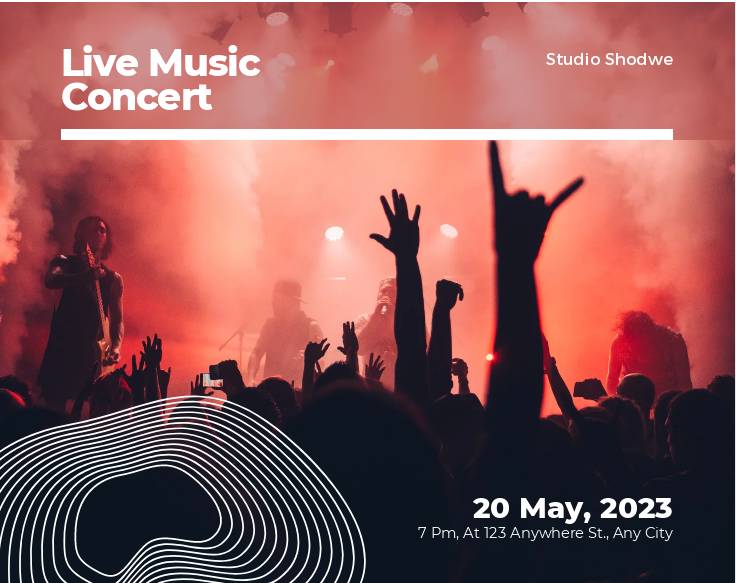 Live Music
Concert
Studio Shodwe
20 May, 2023
7 Pm, At 123 Anywhere St., Any City